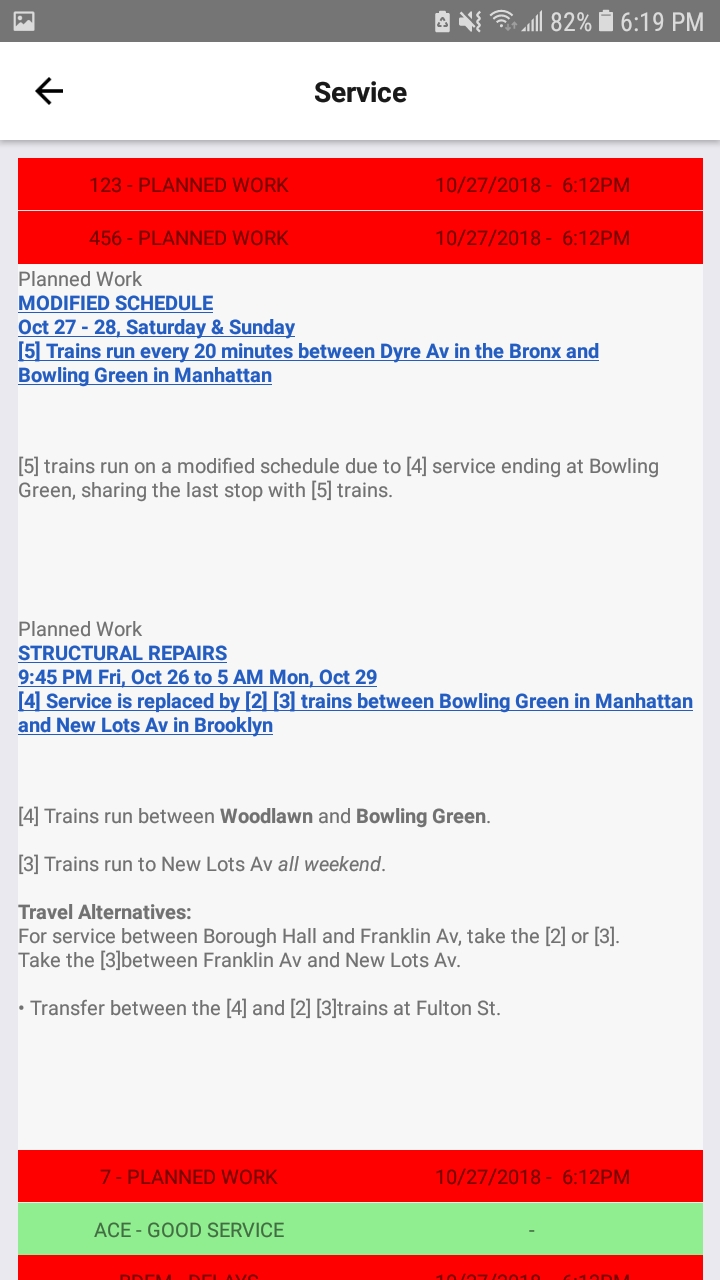 82% 6:19 PM
Service
123 - PLANNED WORK 10/27/2018 - 6:12PM
456 - PLANNED WORK 10/27/2018 - 6:12PM
Planned Work
MODIFIED SCHEDULE
Oct 27 - 28, Saturday & Sunday
[5] Trains run every 20 minutes between Dyre Av in the Bronx and
Bowling Green in Manhattan
[5] trains run on a modified schedule due to [4] service ending at Bowling
Green, sharing the last stop with [5] trains.
Planned Work
STRUCTURAL REPAIRS
9:45 PM Fri, Oct 26 to 5 AM Mon, Oct 29
[4] Service is replaced by [2] [3] trains between Bowling Green in Manhattan
and New Lots Av in Brooklyn
[4] Trains run between Woodlawn and Bowling Green.
[3] Trains run to New Lots Av all weekend.
Travel Alternatives:
For service between Borough Hall and Franklin Av, take the [2] or [3].
Take the [3]between Franklin Av and New Lots Av.
• Transfer between the [4] and [2] [3]trains at Fulton St.
7 - PLANNED WORK 10/27/2018 - 6:12PM
ACE - GOOD SERVICE -
BDFM - DELAYS 10/27/2018 - 6:12PM